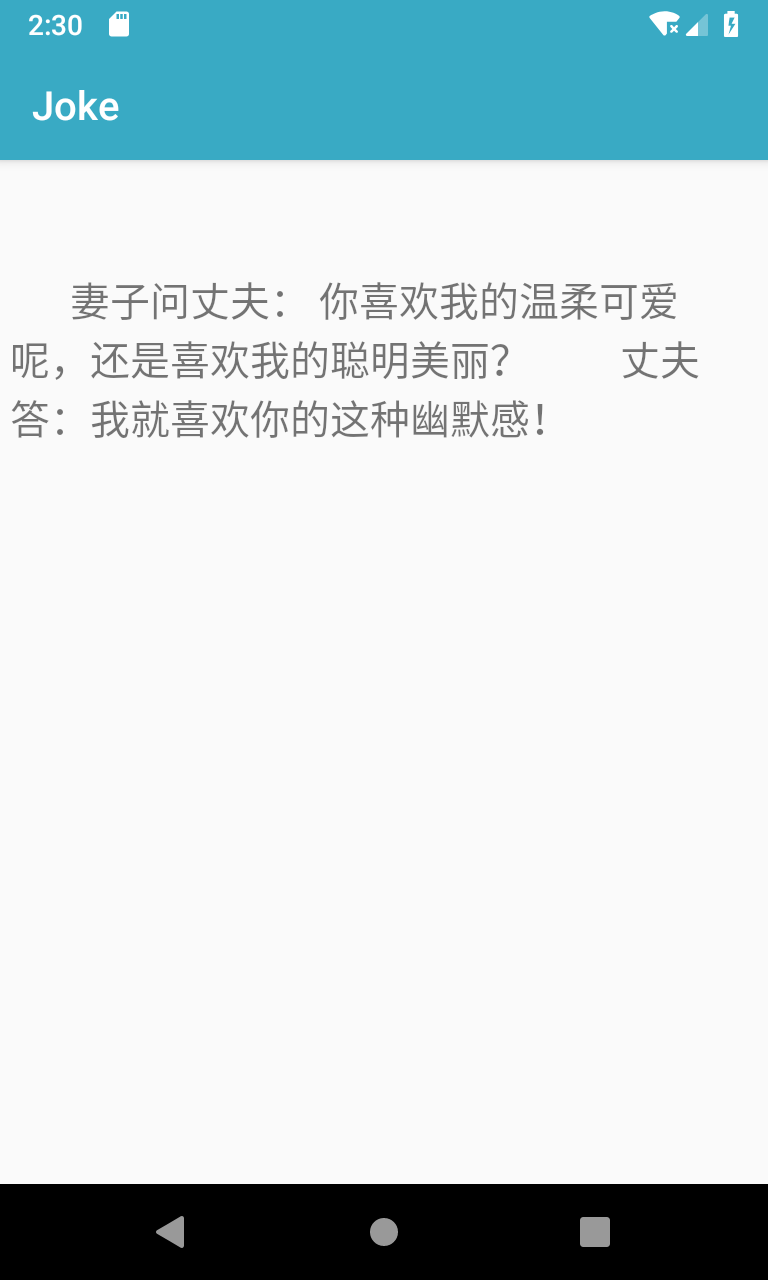 2:30
Joke
妻子问丈夫： 你喜欢我的温柔可爱
呢，还是喜欢我的聪明美丽？ 丈夫
答：我就喜欢你的这种幽默感！